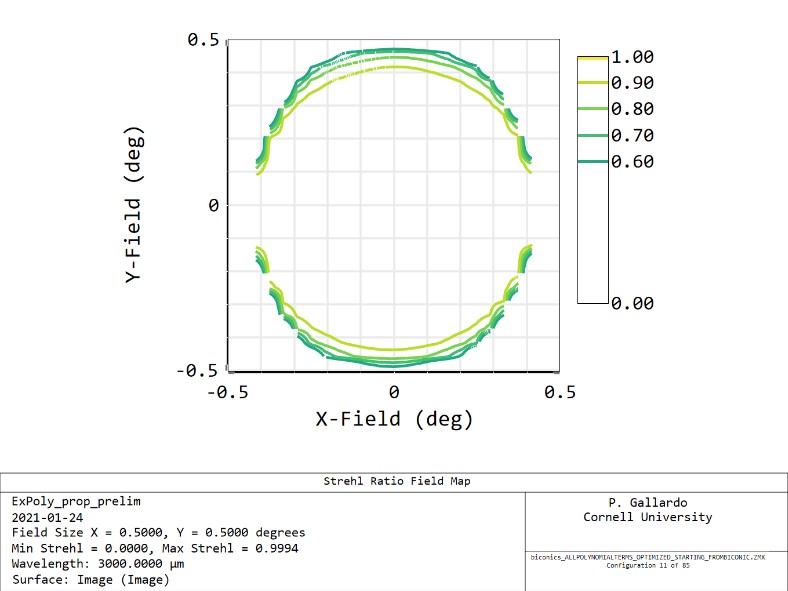 0.5
0
-0.5
Y-Field (deg)
-0.5
0
0.5
X-Field (deg)
1.00
0.90
0.80
0.70
0.60
0.00
Strehl Ratio Field Map
ExPoly_prop_prelim
2021-01-24
Field Size X = 0.5000, Y = 0.5000 degrees
Min Strehl = 0.0000, Max Strehl = 0.9994
Wavelength: 3000.0000 µm
Surface: Image (Image)
P. Gallardo
Cornell University
biconics_ALLPOLYNOMIALTERMS_OPTIMIZED_STARTING_FROMBICONIC.ZMX
Configuration 11 of 85